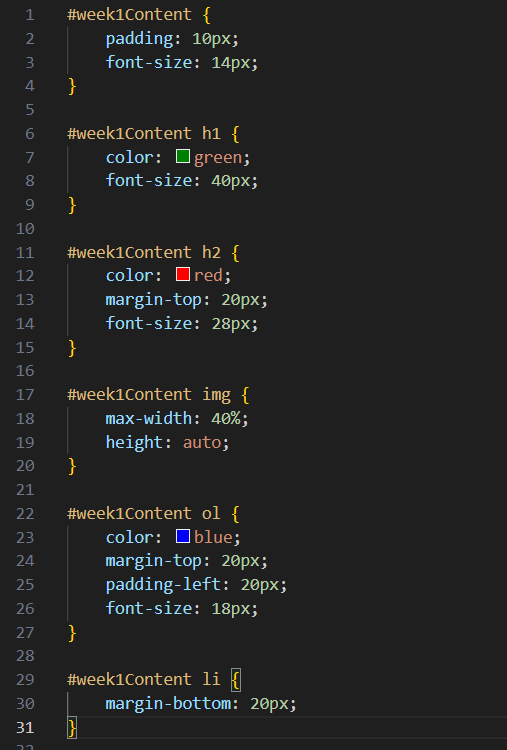 1 #week1Content {
2 padding: 10px;
3 font-size: 14px;
4 }
5
6 #week1Content h1 {
7 color: green;
8 font-size: 40px;
9 }
10
11 #week1Content h2 {
12 color: red;
13 margin-top: 20px;
14 font-size: 28px;
15 }
16
17 #week1Content img {
18 max-width: 40%;
19 height: auto;
20 }
21
22 #week1Content ol {
23 color: blue;
24 margin-top: 20px;
25 padding-left: 20px;
26 font-size: 18px;
27 }
28
29 #week1Content li {
30 margin-bottom: 20px;
31 }
32